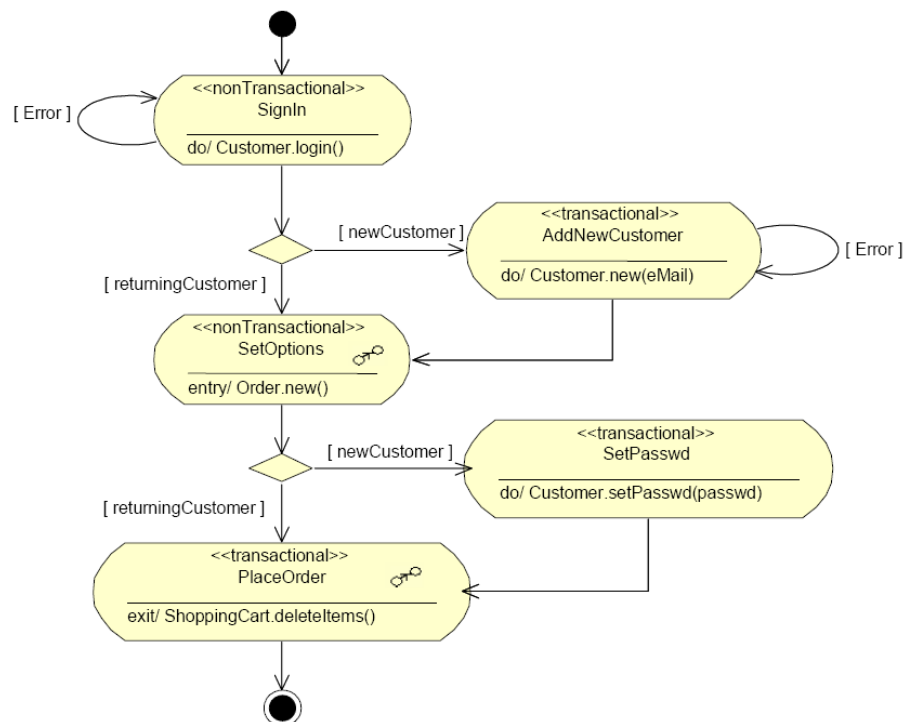 <<nonTransactional>>
SignIn
[ Error ]
do/ Customer.login()
[ newCustomer ]
<<transactional>>
AddNewCustomer
[ Error ]
do/ Customer.new(eMail)
[ returningCustomer ]
<<nonTransactional>>
SetOptions
entry/ Order.new()
[ newCustomer ]
<<transactional>>
SetPasswd
do/ Customer.setPasswd(passwd)
[ returningCustomer ]
<<transactional>>
PlaceOrder
exit/ ShoppingCart.deleteItems()